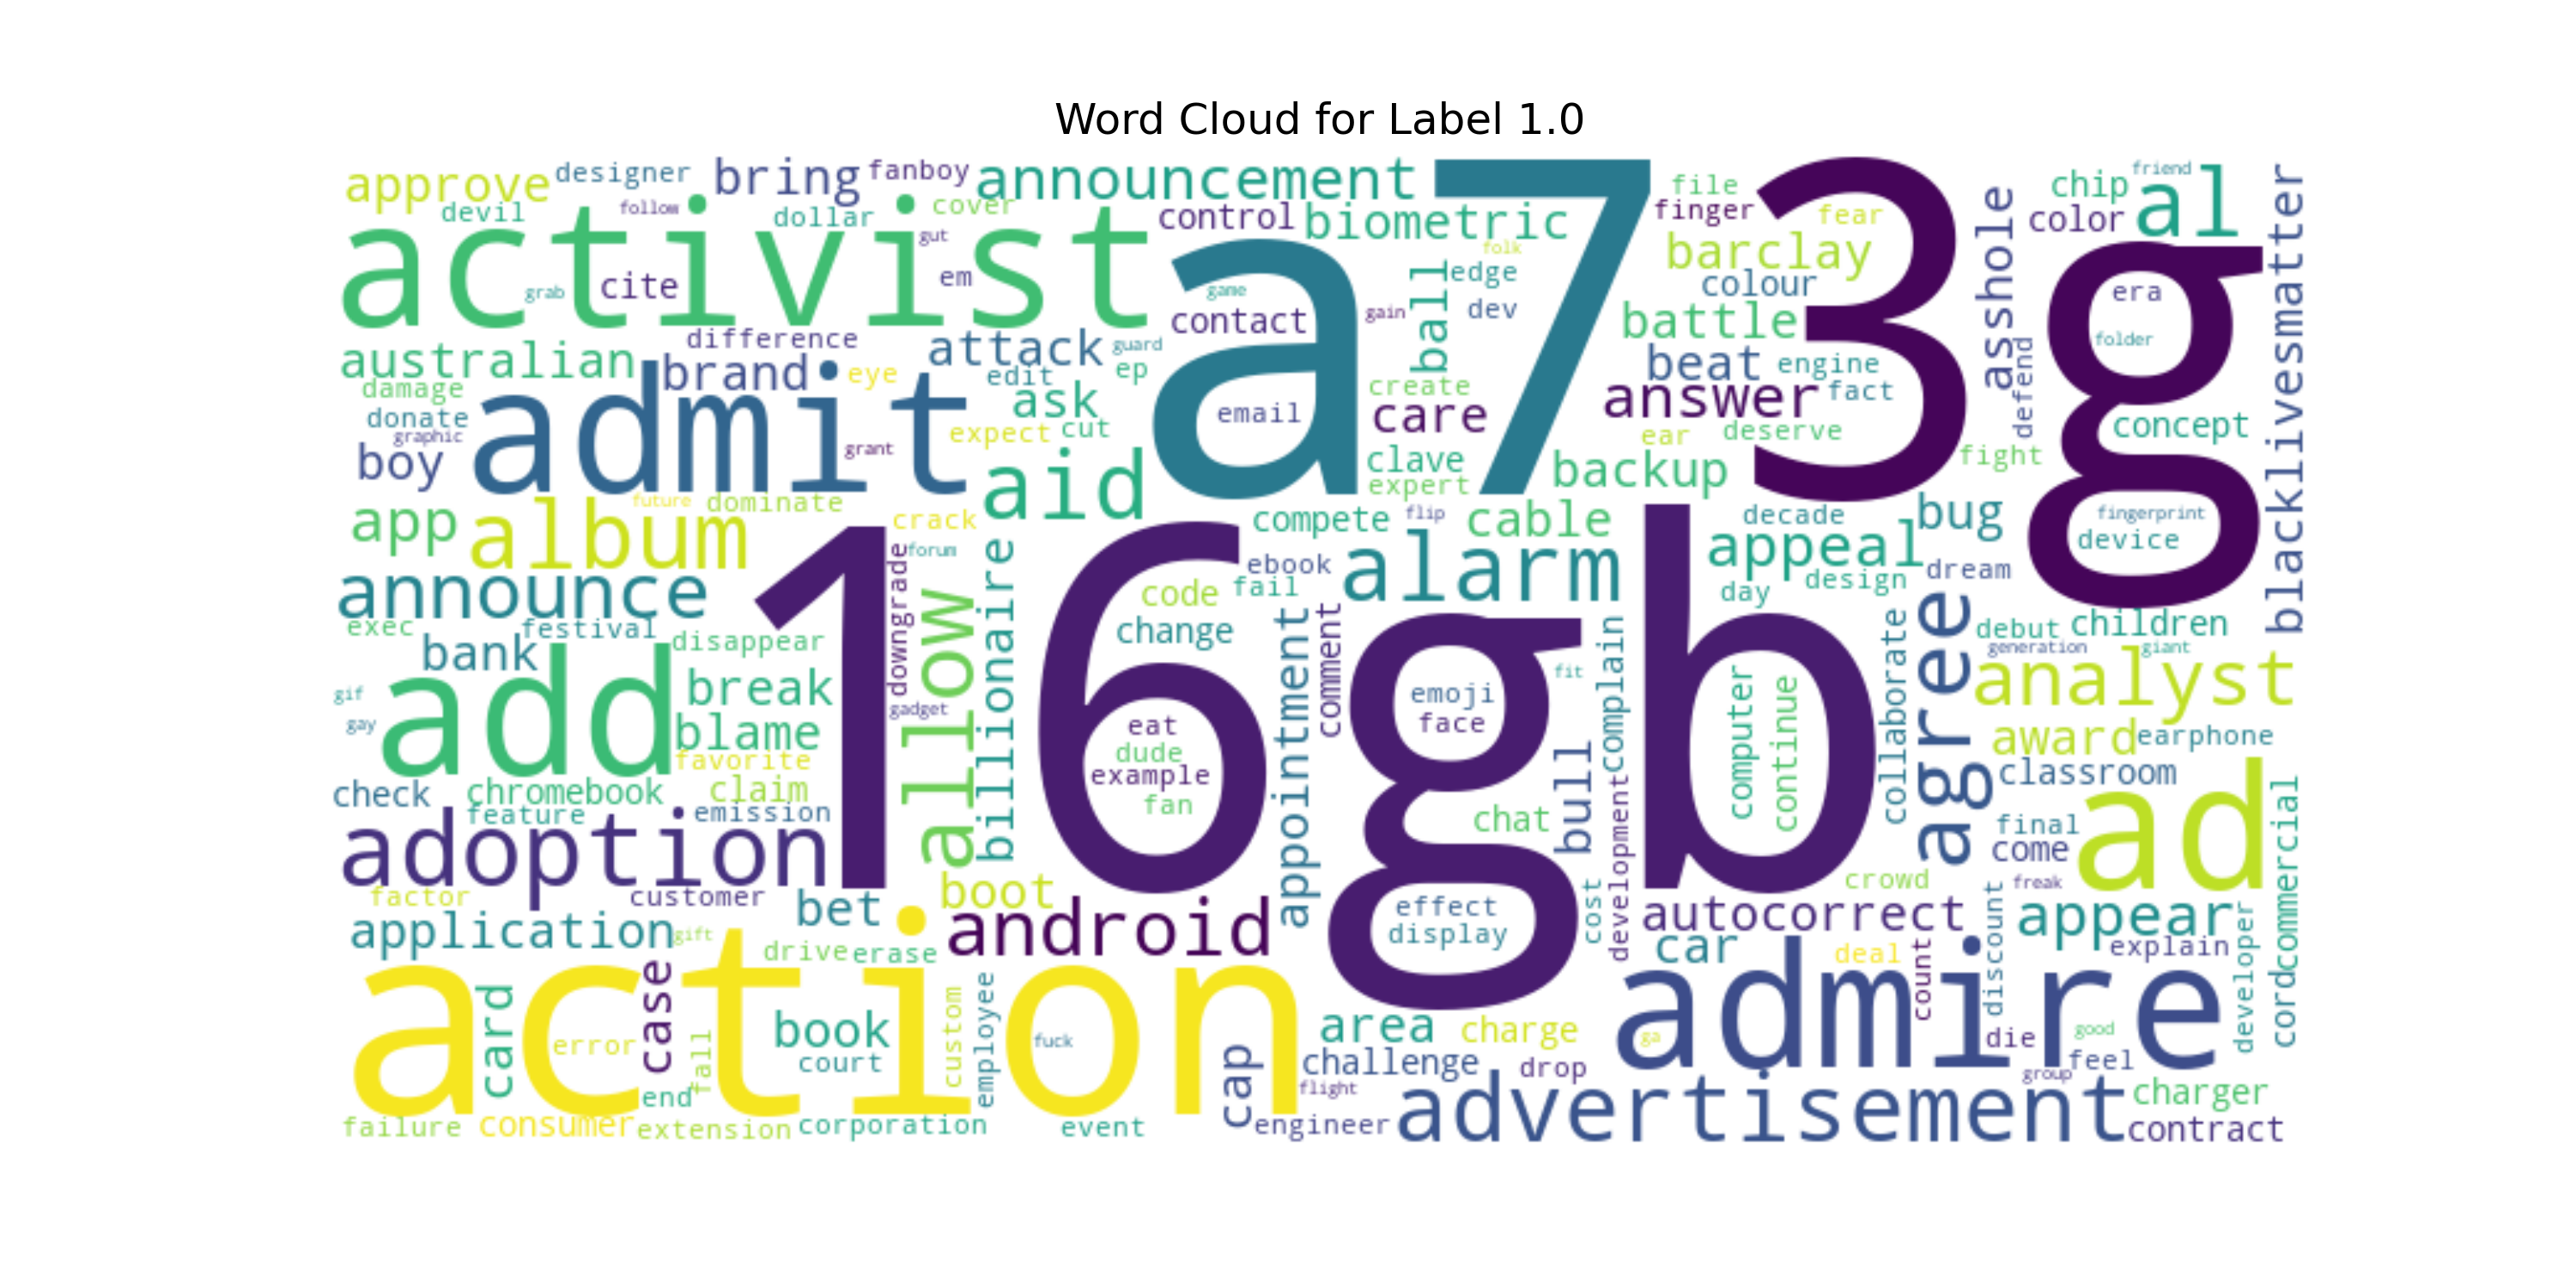 Word Cloud for Label 1.0
approve
designer
bring
fanboy
announcement
a7
3g
file
chip
friend
al
devil
follow
dollar
cover
control
biometric
finger
fear
color
activist
gut
folk
barclay
asshole
blacklivesmatter
grab
cite
em
game
ball
edge
colour
era
contact
gain
dev
battle
folder
difference
attack
guard
australian
brand
eye
edit
ep
beat
engine
defend
damage
admit
ask
create
answer
fact
donate
email
care
graphic
expect
cut
ear
deserve
concept
boy
grant
clave
fight
aid
expert
backup
app
album
future
dominate
crack
compete
flip
cable
decade
bug
fingerprint
16gb
downgrade
forum
billionaire
ebook
alarm
appeal
device
announce
allow
code
fail
day
design
dream
exec
festival
disappear
change
appointment
comment
complain
collaborate
agree
debut
children
bank
generation
giant
add
break
fit
analyst
gif
gadget
emoji
computer
continue
gay
blame
eat
face
award
earphone
favorite
dude
bull
check
chromebook
claim
example
classroom
feature
emission
fan
chat
development
final
commercial
adoption
come
ad
factor
customer
bet
boot
crowd
freak
application
gift
android
effect
cost
autocorrect
discount
appear
display
drive
erase
car
deal
count
explain
developer
cord
action
card
case
custom
employee
admire
error
fall
book
fuck
area
charge
ga
good
court
cap
challenge
drop
die
feel
end
flight
group
charger
failure
consumer
extension
corporation
event
engineer
advertisement
contract